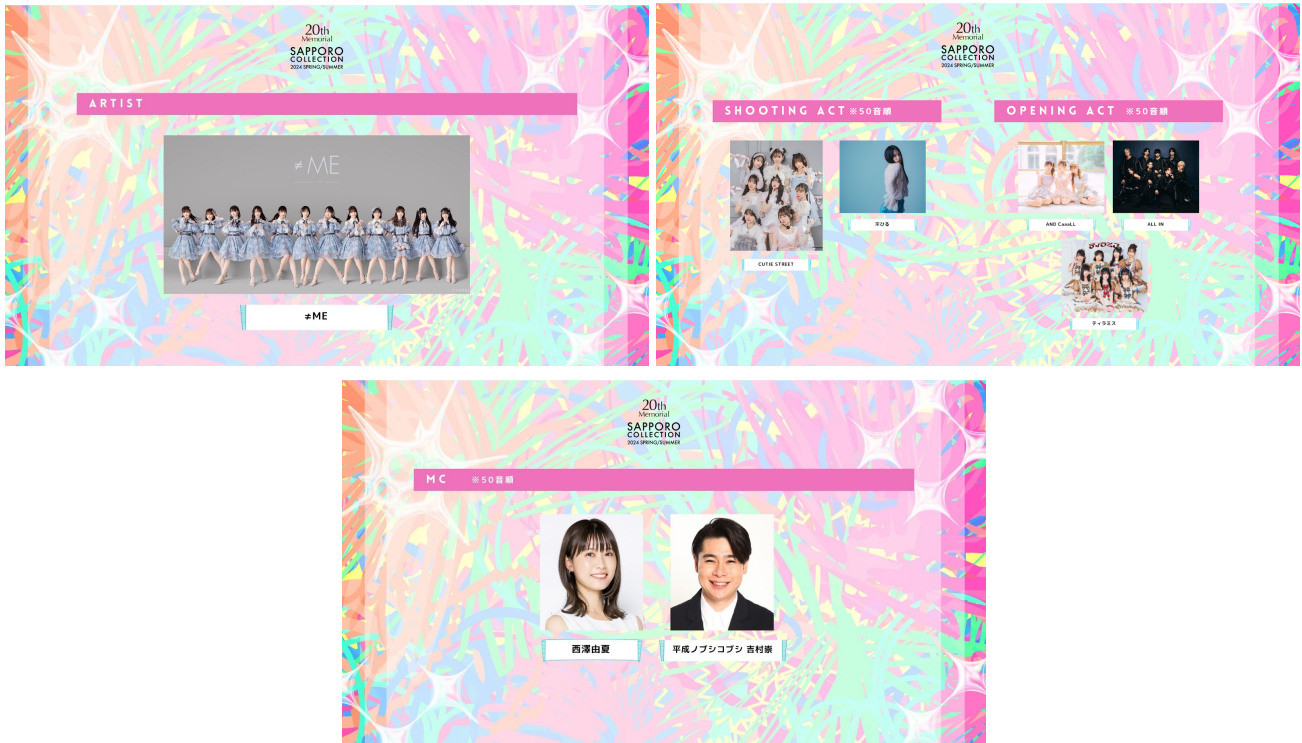 20th
Memorial
SAPPORO
COLLECTION
2024 SPRING/SUMMER
ARTIST
≠ME
≠ME
20th
Memorial
SAPPORO
COLLECTION
2024 SPRING/SUMMER
SHOOTING ACT ※50音順
CUTIE STREET
OPENING ACT ※50音順
AND CaaaLL
ALL IN
ティラミス
20th
Memorial
SAPPORO
COLLECTION
2024 SPRING/SUMMER
MC ※50音順
西澤由夏
平成ノブシコブシ 吉村崇